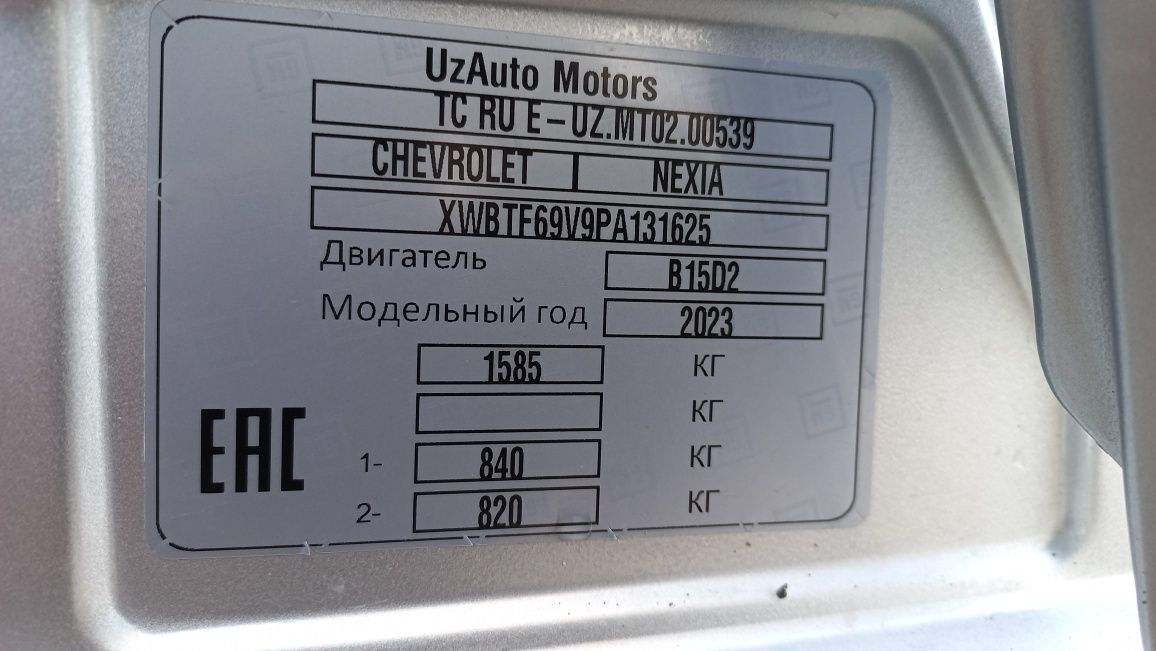 UzAuto Motors
TC RU E-UZ.MT02.00539
CHEVROLET NEXIA
XWBTF69V9PA131625
Двигатель B15D2
Модельный год 2023
1585 КГ
КГ
1- 840 КГ
2- 820 КГ
EAC